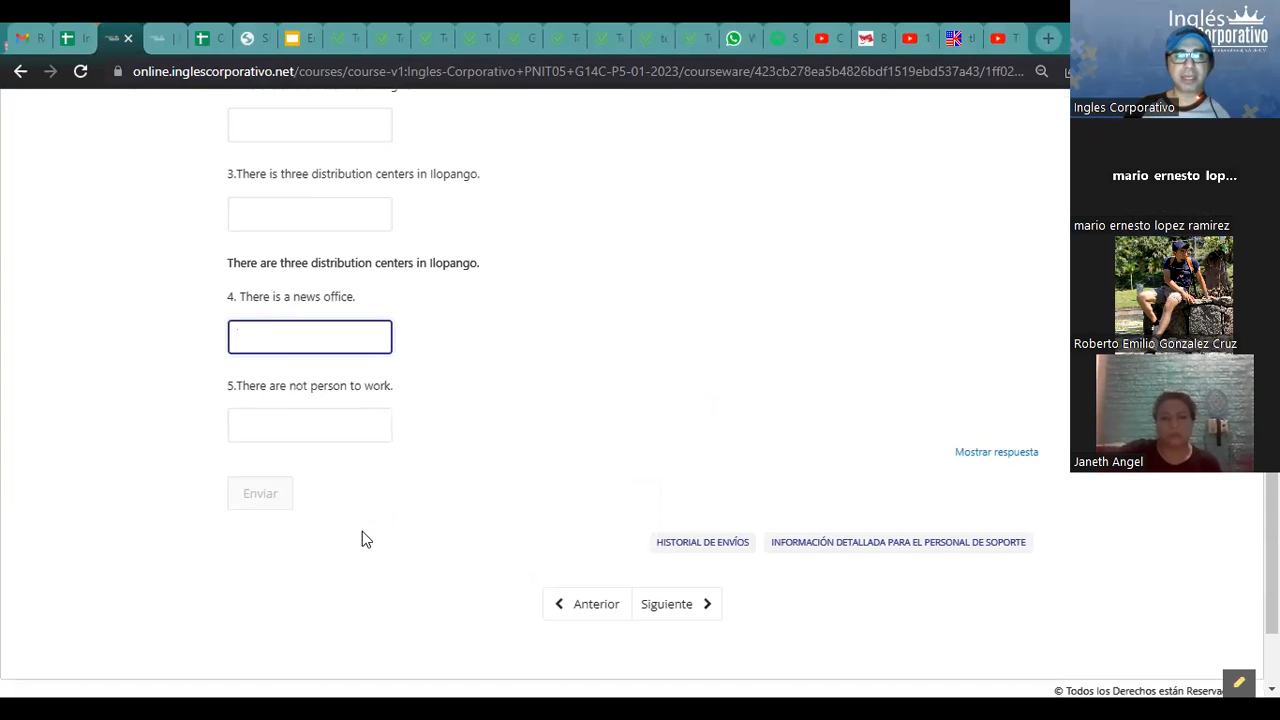 Inglés
Corporativo
online.inglescorporativo.net/courses/course-v1:Ingles-Corporativo+PNIT05+G14C-P5-01-2023/courseware/423cb278ea5b4826bdf1519ebd537a43/1ff02...
Ingles Corporativo
3.There is three distribution centers in Ilopango.
mario ernesto lop...
mario ernesto lopez ramirez
There are three distribution centers in Ilopango.
4. There is a news office.
Roberto Emilio Gonzalez Cruz
5.There are not person to work.
Mostrar respuesta
Janeth Angel
Enviar
HISTORIAL DE ENVÍOS
INFORMACIÓN DETALLADA PARA EL PERSONAL DE SOPORTE
Anterior
Siguiente
© Todos los Derechos están Reserva